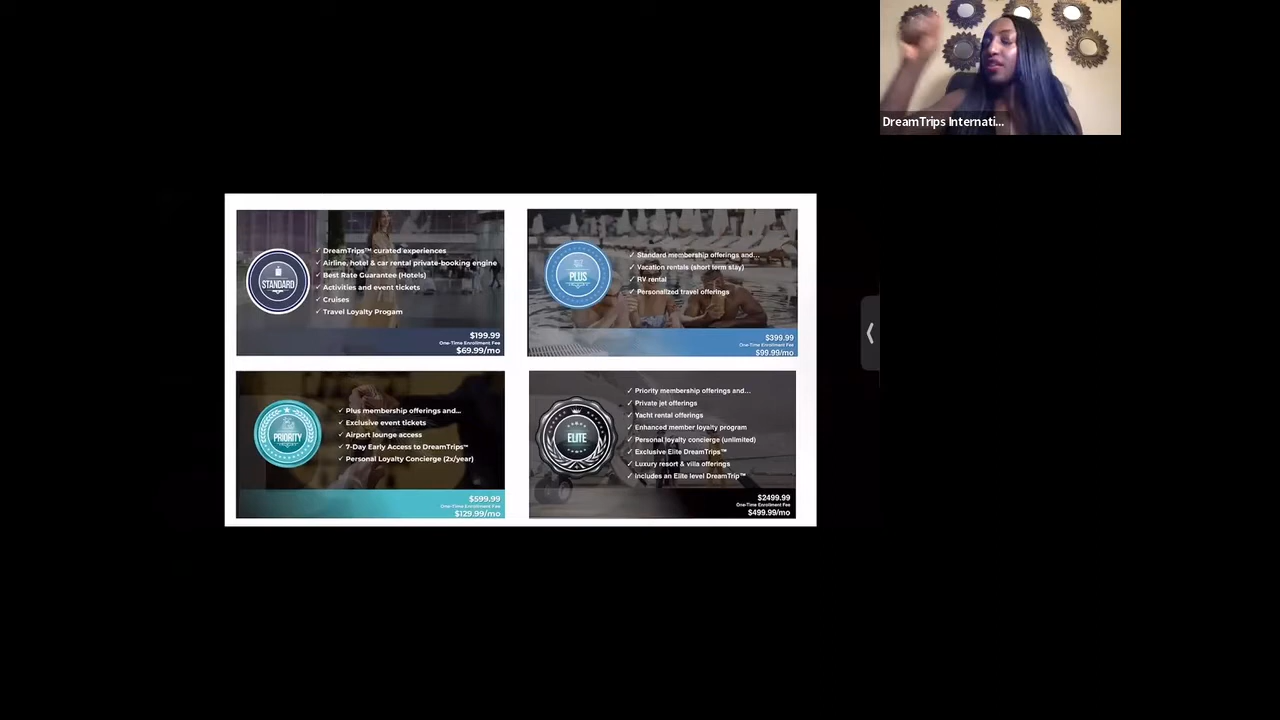 DreamTrips Internati...
STANDARD
✓ DreamTrips™ curated experiences
✓ Airline, hotel & car rental private-booking engine
✓ Best Rate Guarantee (Hotels)
✓ Activities and event tickets
✓ Cruises
✓ Travel Loyalty Progam
$199.99
One-Time Enrollment Fee
$69.99/mo
PLUS
✓ Standard membership offerings and...
✓ Vacation rentals (short term stay)
✓ RV rental
✓ Personalized travel offerings
$399.99
One-Time Enrollment Fee
$99.99/mo
PRIORITY
✓ Plus membership offerings and...
✓ Exclusive event tickets
✓ Airport lounge access
✓ 7-Day Early Access to DreamTrips™
✓ Personal Loyalty Concierge (2x/year)
$599.99
One-Time Enrollment Fee
$129.99/mo
ELITE
✓ Priority membership offerings and...
✓ Private jet offerings
✓ Yacht rental offerings
✓ Enhanced member loyalty program
✓ Personal loyalty concierge (unlimited)
✓ Exclusive Elite DreamTrips™
✓ Luxury resort & villa offerings
✓ Includes an Elite level DreamTrip™
$2499.99
One-Time Enrollment Fee
$499.99/mo